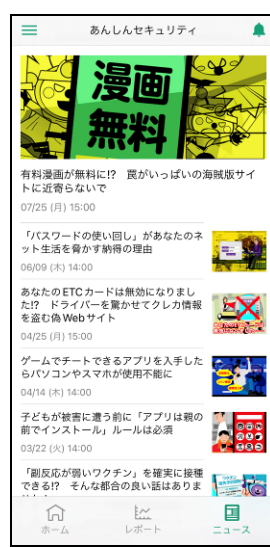 あんしんセキュリティ
漫画
無料
有料漫画が無料に!? 罠がいっぱいの海賊版サイ
トに近寄らないで
07/25 (月) 15:00
「パスワードの使い回し」があなたのネ
ット生活を脅かす納得の理由
06/09 (木) 14:00
あなたのETCカードは無効になりまし
た!? ドライバーを驚かせてクレカ情報
を盗む偽Webサイト
04/25 (月) 15:00
ゲームでチートできるアプリを入手した
らパソコンやスマホが使用不能に
04/14 (木) 14:00
子どもが被害に遭う前に「アプリは親の
前でインストール」ルールは必須
03/22 (火) 14:00
「副反応が弱いワクチン」を確実に接種
できる!? そんな都合の良い話はありま
ホーム
レポート
ニュース